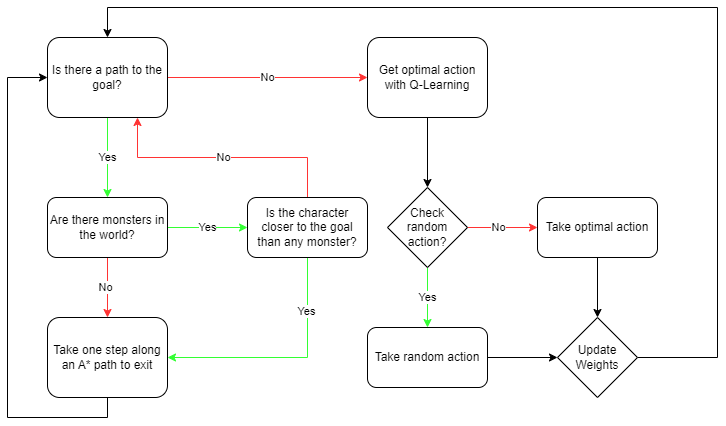 Is there a path to the
goal?
No
Get optimal action
with Q-Learning
Yes
No
Are there monsters in
the world?
Yes
Is the character
closer to the goal
than any monster?
Check
random
action?
No
Take optimal action
No
Yes
Yes
Take one step along
an A* path to exit
Take random action
Update
Weights